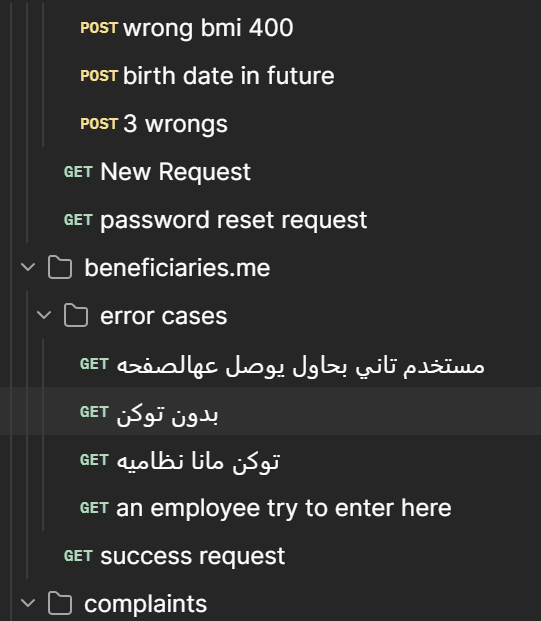 POST wrong bmi 400
POST birth date in future
POST 3 wrongs
GET New Request
GET password reset request
beneficiaries.me
error cases
GET مستخدم تاني بحاول يوصل عهالصفحه
GET بدون توكن
GET توكن مانا نظاميه
GET an employee try to enter here
GET success request
complaints